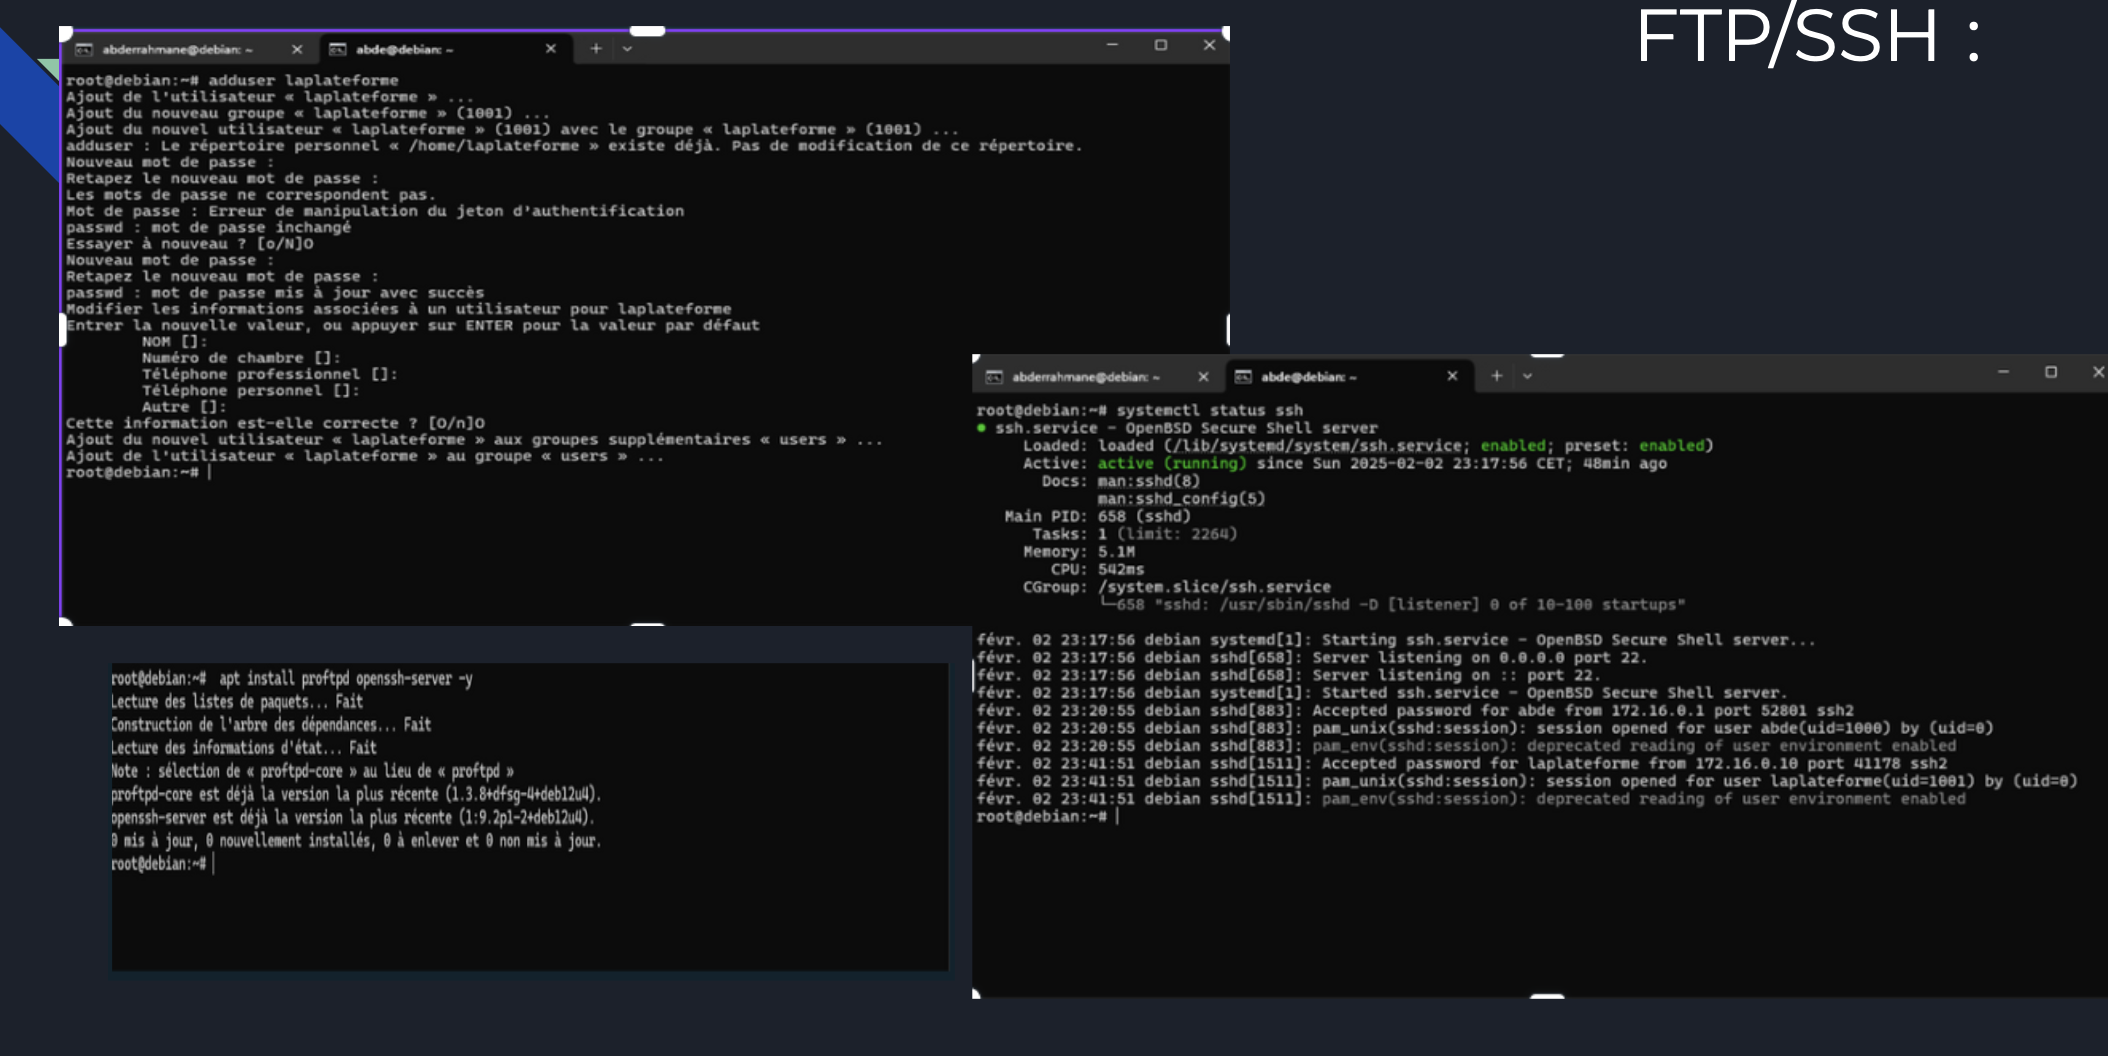 FTP/SSH :
abderrahmane@debian: ~
abde@debian: ~
root@debian:~# adduser laplateforme
Ajout de l'utilisateur « laplateforme » ...
Ajout du nouveau groupe « laplateforme » (1001) ...
Ajout du nouvel utilisateur « laplateforme » (1001) avec le groupe « laplateforme » (1001) ...
adduser : Le répertoire personnel « /home/laplateforme » existe déjà. Pas de modification de ce répertoire.
Nouveau mot de passe :
Retapez le nouveau mot de passe :
Les mots de passe ne correspondent pas.
Mot de passe : Erreur de manipulation du jeton d'authentification
passwd : mot de passe inchangé
Essayer à nouveau ? [o/N]O
Nouveau mot de passe :
Retapez le nouveau mot de passe :
passwd : mot de passe mis à jour avec succès
Modifier les informations associées à un utilisateur pour laplateforme
Entrer la nouvelle valeur, ou appuyer sur ENTER pour la valeur par défaut
NOM []:
Numéro de chambre []:
Téléphone professionnel []:
Téléphone personnel []:
Autre []:
Cette information est-elle correcte ? [O/n]O
Ajout du nouvel utilisateur « laplateforme » aux groupes supplémentaires « users » ...
Ajout de l'utilisateur « laplateforme » au groupe « users » ...
root@debian:~#
abderrahmane@debian: ~
abde@debian: ~
root@debian:~# systemctl status ssh
● ssh.service - OpenBSD Secure Shell server
Loaded: loaded (/lib/systemd/system/ssh.service; enabled; preset: enabled)
Active: active (running) since Sun 2025-02-02 23:17:56 CET; 48min ago
Docs: man:sshd(8)
man:sshd_config(5)
Main PID: 658 (sshd)
Tasks: 1 (limit: 2264)
Memory: 5.1M
CPU: 542ms
CGroup: /system.slice/ssh.service
└─658 "sshd: /usr/sbin/sshd -D [listener] 0 of 10-100 startups"
févr. 02 23:17:56 debian systemd[1]: Starting ssh.service - OpenBSD Secure Shell server...
févr. 02 23:17:56 debian sshd[658]: Server listening on 0.0.0.0 port 22.
févr. 02 23:17:56 debian sshd[658]: Server listening on :: port 22.
févr. 02 23:17:56 debian systemd[1]: Started ssh.service - OpenBSD Secure Shell server.
févr. 02 23:20:55 debian sshd[883]: Accepted password for abde from 172.16.0.1 port 52801 ssh2
févr. 02 23:20:55 debian sshd[883]: pam_unix(sshd:session): session opened for user abde(uid=1000) by (uid=0)
févr. 02 23:20:55 debian sshd[883]: pam_env(sshd:session): deprecated reading of user environment enabled
févr. 02 23:41:51 debian sshd[1511]: Accepted password for laplateforme from 172.16.0.10 port 41178 ssh2
févr. 02 23:41:51 debian sshd[1511]: pam_unix(sshd:session): session opened for user laplateforme(uid=1001) by (uid=0)
févr. 02 23:41:51 debian sshd[1511]: pam_env(sshd:session): deprecated reading of user environment enabled
root@debian:~#
root@debian:~#  apt install proftpd openssh-server -y
Lecture des listes de paquets... Fait
Construction de l'arbre des dépendances... Fait
Lecture des informations d'état... Fait
Note : sélection de « proftpd-core » au lieu de « proftpd »
proftpd-core est déjà la version la plus récente (1.3.8+dfsg-4+deb12u4).
openssh-server est déjà la version la plus récente (1:9.2p1-2+deb12u4).
0 mis à jour, 0 nouvellement installés, 0 à enlever et 0 non mis à jour.
root@debian:~#